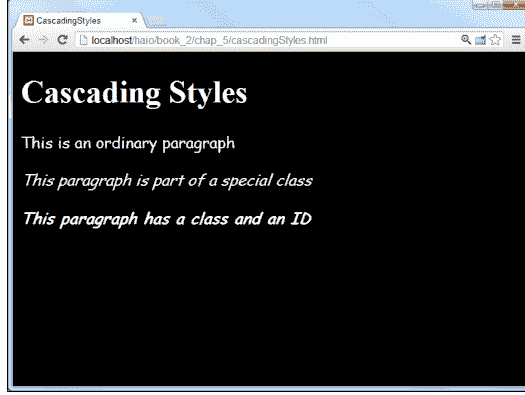 CascadingStyles
localhost/haio/book_2/chap_5/cascadingStyles.html
Cascading Styles
This is an ordinary paragraph
This paragraph is part of a special class
This paragraph has a class and an ID